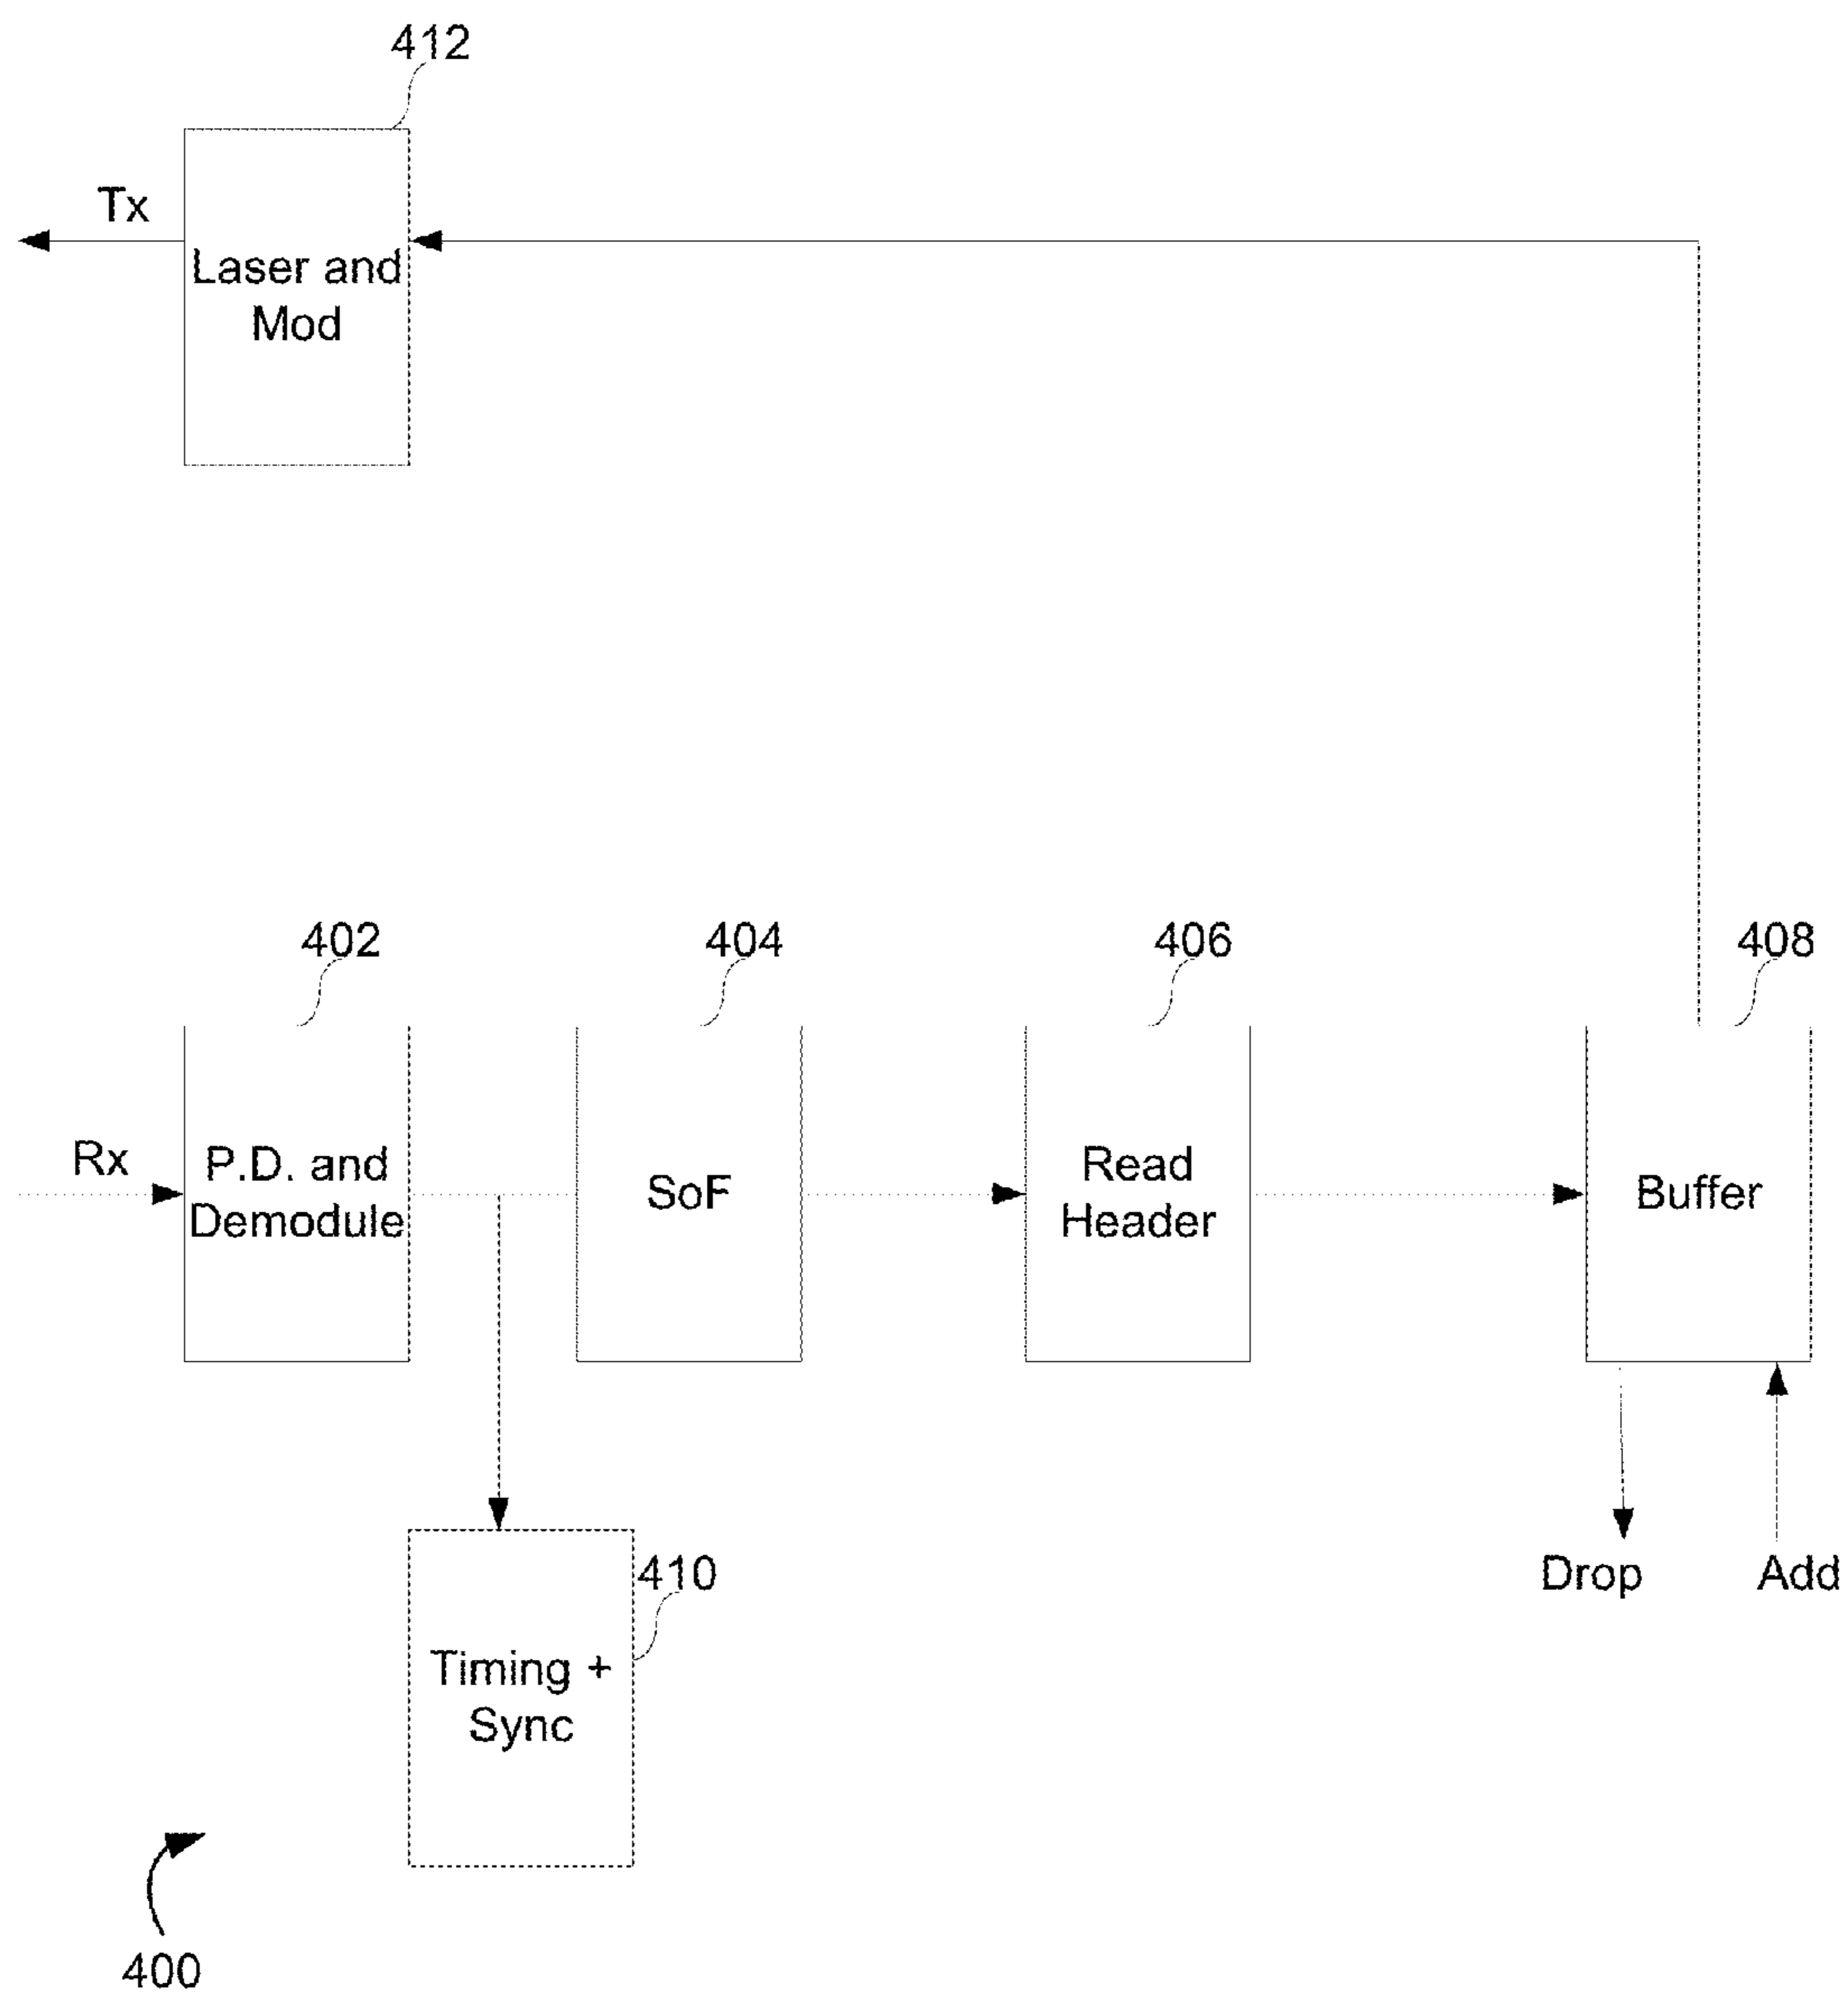 412
Tx
Laser and
Mod
402
404
406
408
Rx
P.D. and
Demodule
SoF
Read
Header
Buffer
410
Drop
Add
Timing +
Sync
400